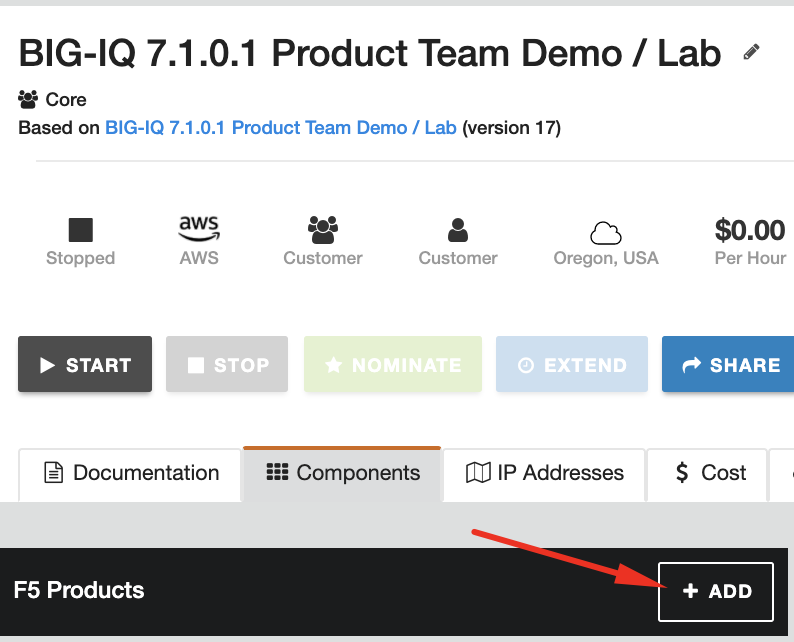 BIG-IQ 7.1.0.1 Product Team Demo / Lab
Core
Based on BIG-IQ 7.1.0.1 Product Team Demo / Lab (version 17)
aws $0.00
Stopped AWS Customer Customer Oregon, USA Per Hour
START STOP NOMINATE EXTEND SHARE
Documentation Components IP Addresses $ Cost
F5 Products + ADD